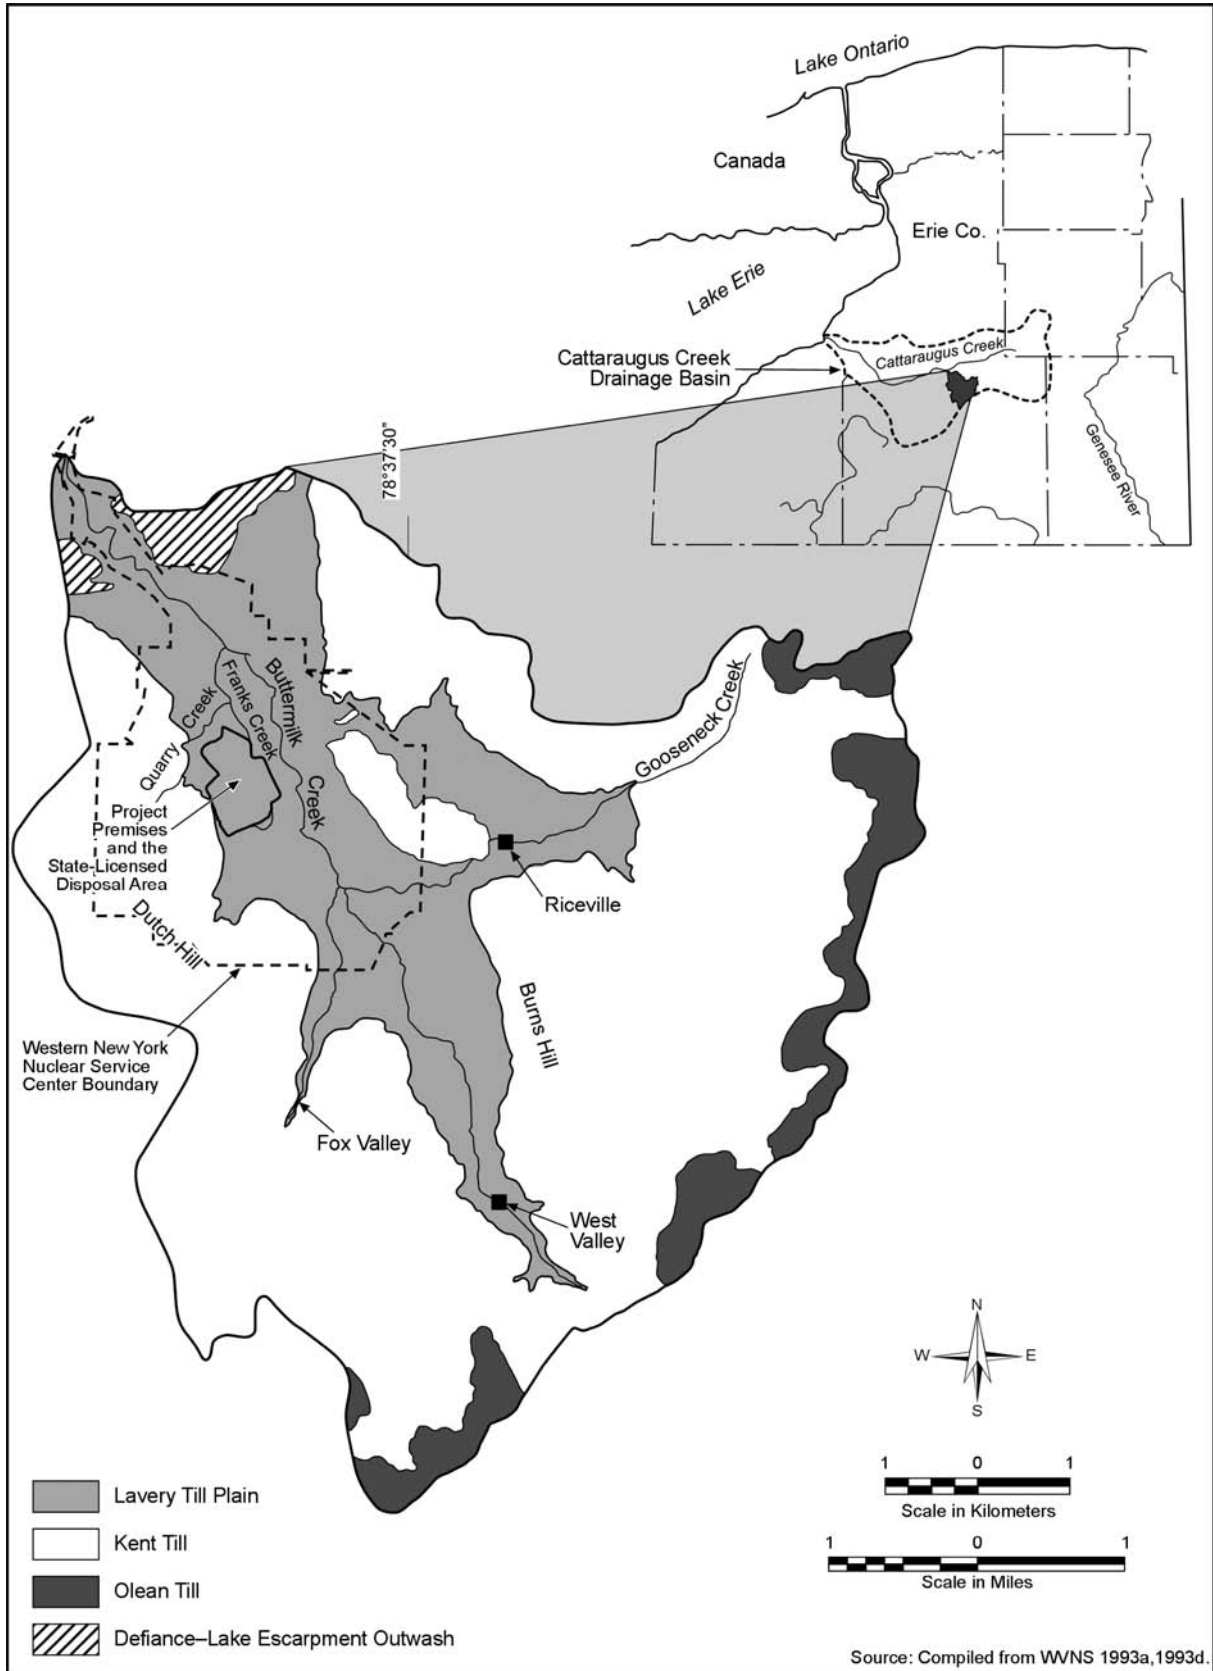 Lake Ontario
Canada
Erie Co.
Lake Erie
Cattaraugus Creek
Cattaraugus Creek
Drainage Basin
Genesee River
78°37'30"
Gooseneck Creek
Buttermilk
Creek
Franks Creek
Quarry Creek
Project
Premises
and the
State-Licensed
Disposal Area
Riceville
Dutch Hill
Burns Hill
Western New York
Nuclear Service
Center Boundary
Fox Valley
West
Valley
N
W E
S
1 0 1
Scale in Kilometers
1 0 1
Scale in Miles
Lavery Till Plain
Kent Till
Olean Till
Defiance–Lake Escarpment Outwash
Source: Compiled from WVNS 1993a,1993d.